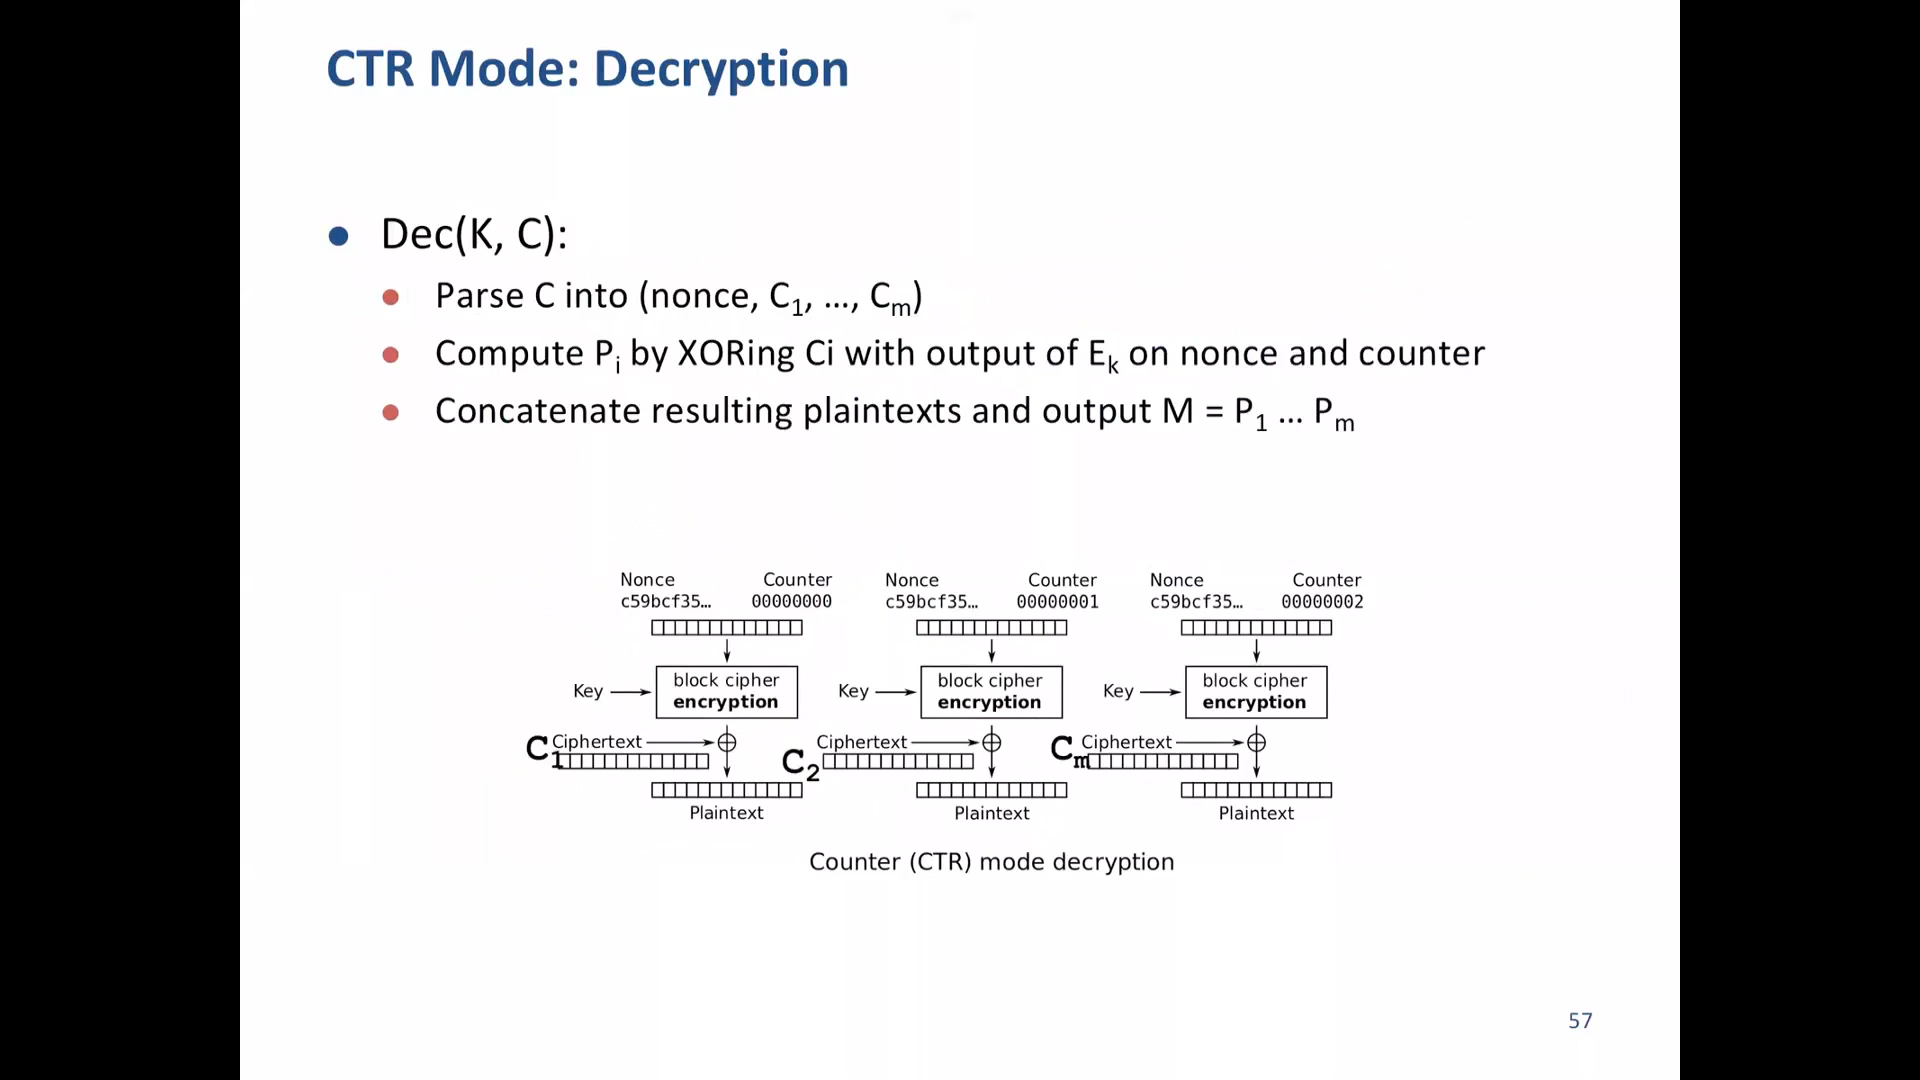 CTR Mode: Decryption
Dec(K, C):
Parse C into (nonce, C₁, ..., Cₘ)
Compute Pᵢ by XORing Ci with output of Eₖ on nonce and counter
Concatenate resulting plaintexts and output M = P₁ ... Pₘ
Nonce Counter Nonce Counter Nonce Counter
c59bcf35... 00000000 c59bcf35... 00000001 c59bcf35... 00000002
Key block cipher Key block cipher Key block cipher
encryption encryption encryption
C₁ Ciphertext C₂ Ciphertext Cₘ Ciphertext
Plaintext Plaintext Plaintext
Counter (CTR) mode decryption
57